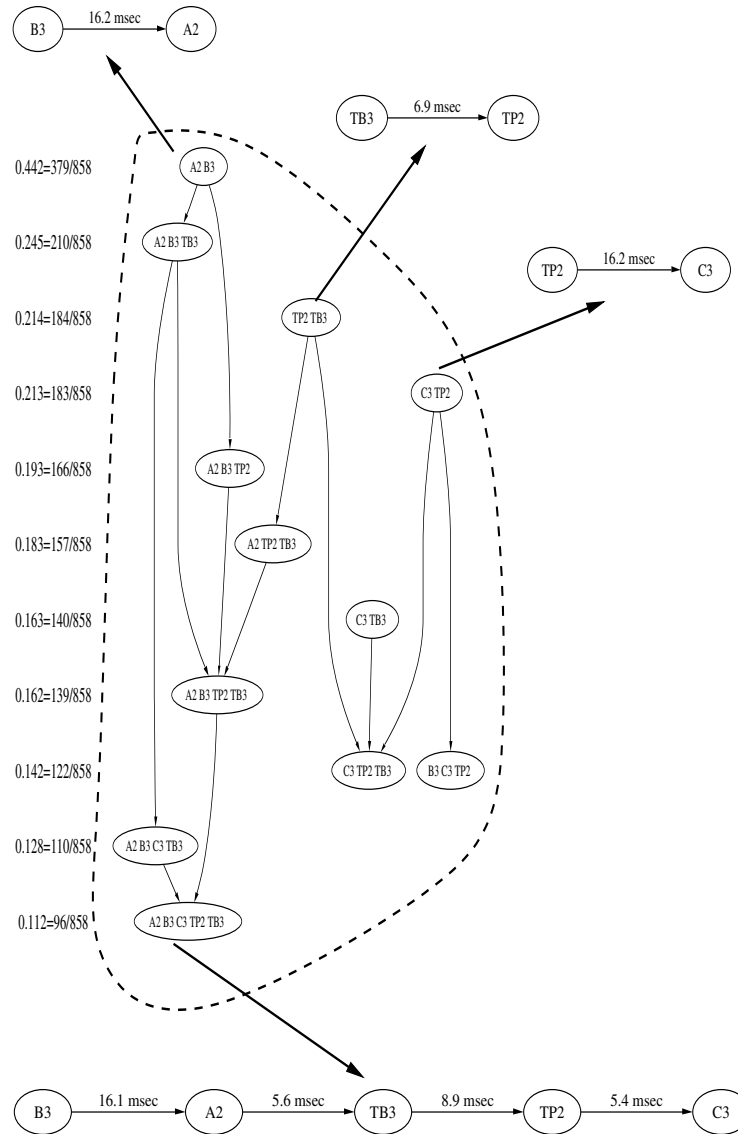 B3 16.2 msec A2
TB3 6.9 msec TP2
0.442=379/858 A2 B3
0.245=210/858 A2 B3 TB3
TP2 16.2 msec C3
0.214=184/858 TP2 TB3
0.213=183/858 C3 TP2
0.193=166/858 A2 B3 TP2
0.183=157/858 A2 TP2 TB3
0.163=140/858 C3 TB3
0.162=139/858 A2 B3 TP2 TB3
0.142=122/858 C3 TP2 TB3 B3 C3 TP2
0.128=110/858 A2 B3 C3 TB3
0.112=96/858 A2 B3 C3 TP2 TB3
B3 16.1 msec A2 5.6 msec TB3 8.9 msec TP2 5.4 msec C3